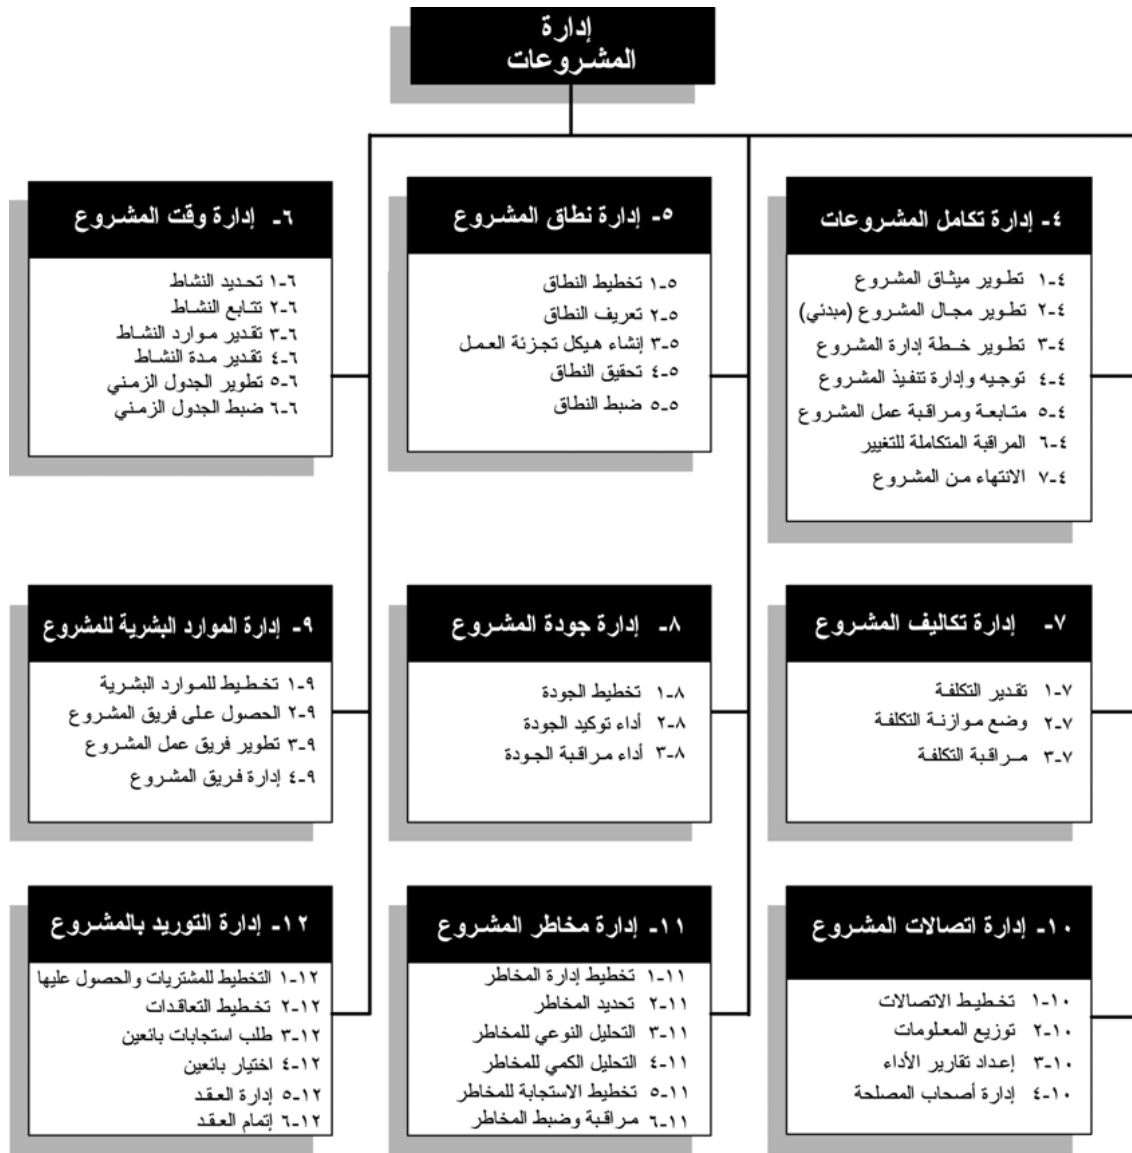 إدارة
المشروعات
٤- إدارة تكامل المشروعات
٤-١ تطوير ميثاق المشروع
٤-٢ تطوير مجال المشروع (مبدئي)
٤-٣ تطوير خطة إدارة المشروع
٤-٤ توجيه وإدارة تنفيذ المشروع
٤-٥ متابعة ومراقبة عمل المشروع
٤-٦ المراقبة المتكاملة للتغيير
٤-٧ الانتهاء من المشروع
٥- إدارة نطاق المشروع
٥-١ تخطيط النطاق
٥-٢ تعريف النطاق
٥-٣ إنشاء هيكل تجزئة العمل
٥-٤ تحقيق النطاق
٥-٥ ضبط النطاق
٦- إدارة وقت المشروع
٦-١ تحديد النشاط
٦-٢ تتابع النشاط
٦-٣ تقدير موارد النشاط
٦-٤ تقدير مدة النشاط
٦-٥ تطوير الجدول الزمني
٦-٦ ضبط الجدول الزمني
٧- إدارة تكاليف المشروع
٧-١ تقدير التكلفة
٧-٢ وضع موازنة التكلفة
٧-٣ مراقبة التكلفة
٨- إدارة جودة المشروع
٨-١ تخطيط الجودة
٨-٢ أداء توكيد الجودة
٨-٣ أداء مراقبة الجودة
٩- إدارة الموارد البشرية للمشروع
٩-١ تخطيط للموارد البشرية
٩-٢ الحصول على فريق المشروع
٩-٣ تطوير فريق عمل المشروع
٩-٤ إدارة فريق المشروع
١٠- إدارة اتصالات المشروع
١٠-١ تخطيط الاتصالات
١٠-٢ توزيع المعلومات
١٠-٣ إعداد تقارير الأداء
١٠-٤ إدارة أصحاب المصلحة
١١- إدارة مخاطر المشروع
١١-١ تخطيط إدارة المخاطر
١١-٢ تحديد المخاطر
١١-٣ التحليل النوعي للمخاطر
١١-٤ التحليل الكمي للمخاطر
١١-٥ تخطيط الاستجابة للمخاطر
١١-٦ مراقبة وضبط المخاطر
١٢- إدارة التوريد بالمشروع
١٢-١ التخطيط للمشتريات والحصول عليها
١٢-٢ تخطيط التعاقدات
١٢-٣ طلب استجابات بائعين
١٢-٤ اختيار بائعين
١٢-٥ إدارة العقد
١٢-٦ إتمام العقد